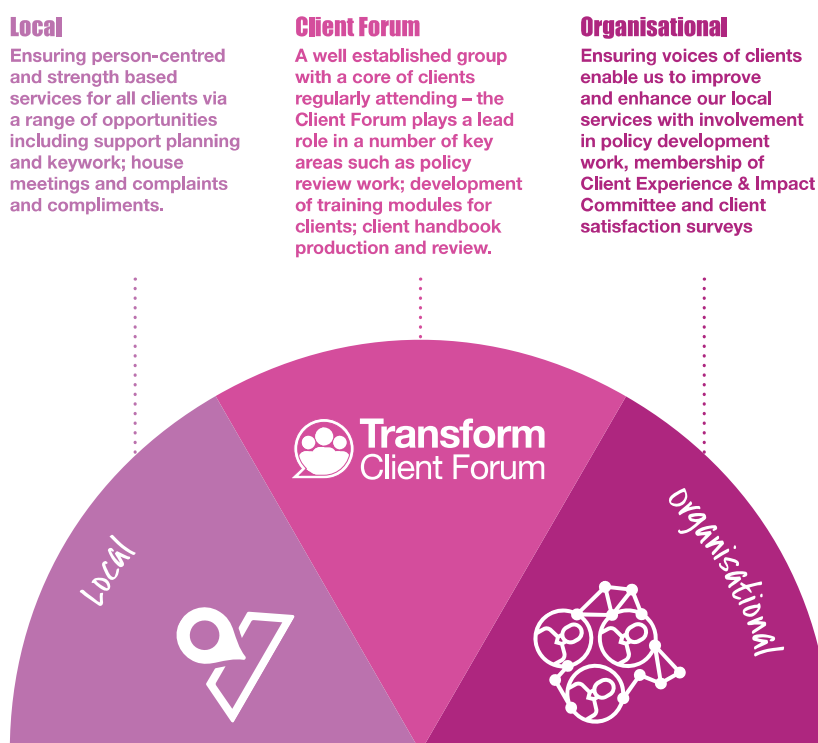 Local
Ensuring person-centred
and strength based
services for all clients via
a range of opportunities
including support planning
and keywork; house
meetings and complaints
and compliments.
Client Forum
A well established group
with a core of clients
regularly attending – the
Client Forum plays a lead
role in a number of key
areas such as policy
review work; development
of training modules for
clients; client handbook
production and review.
Organisational
Ensuring voices of clients
enable us to improve
and enhance our local
services with involvement
in policy development
work, membership of
Client Experience & Impact
Committee and client
satisfaction surveys
Local
Transform
Client Forum
Organisational